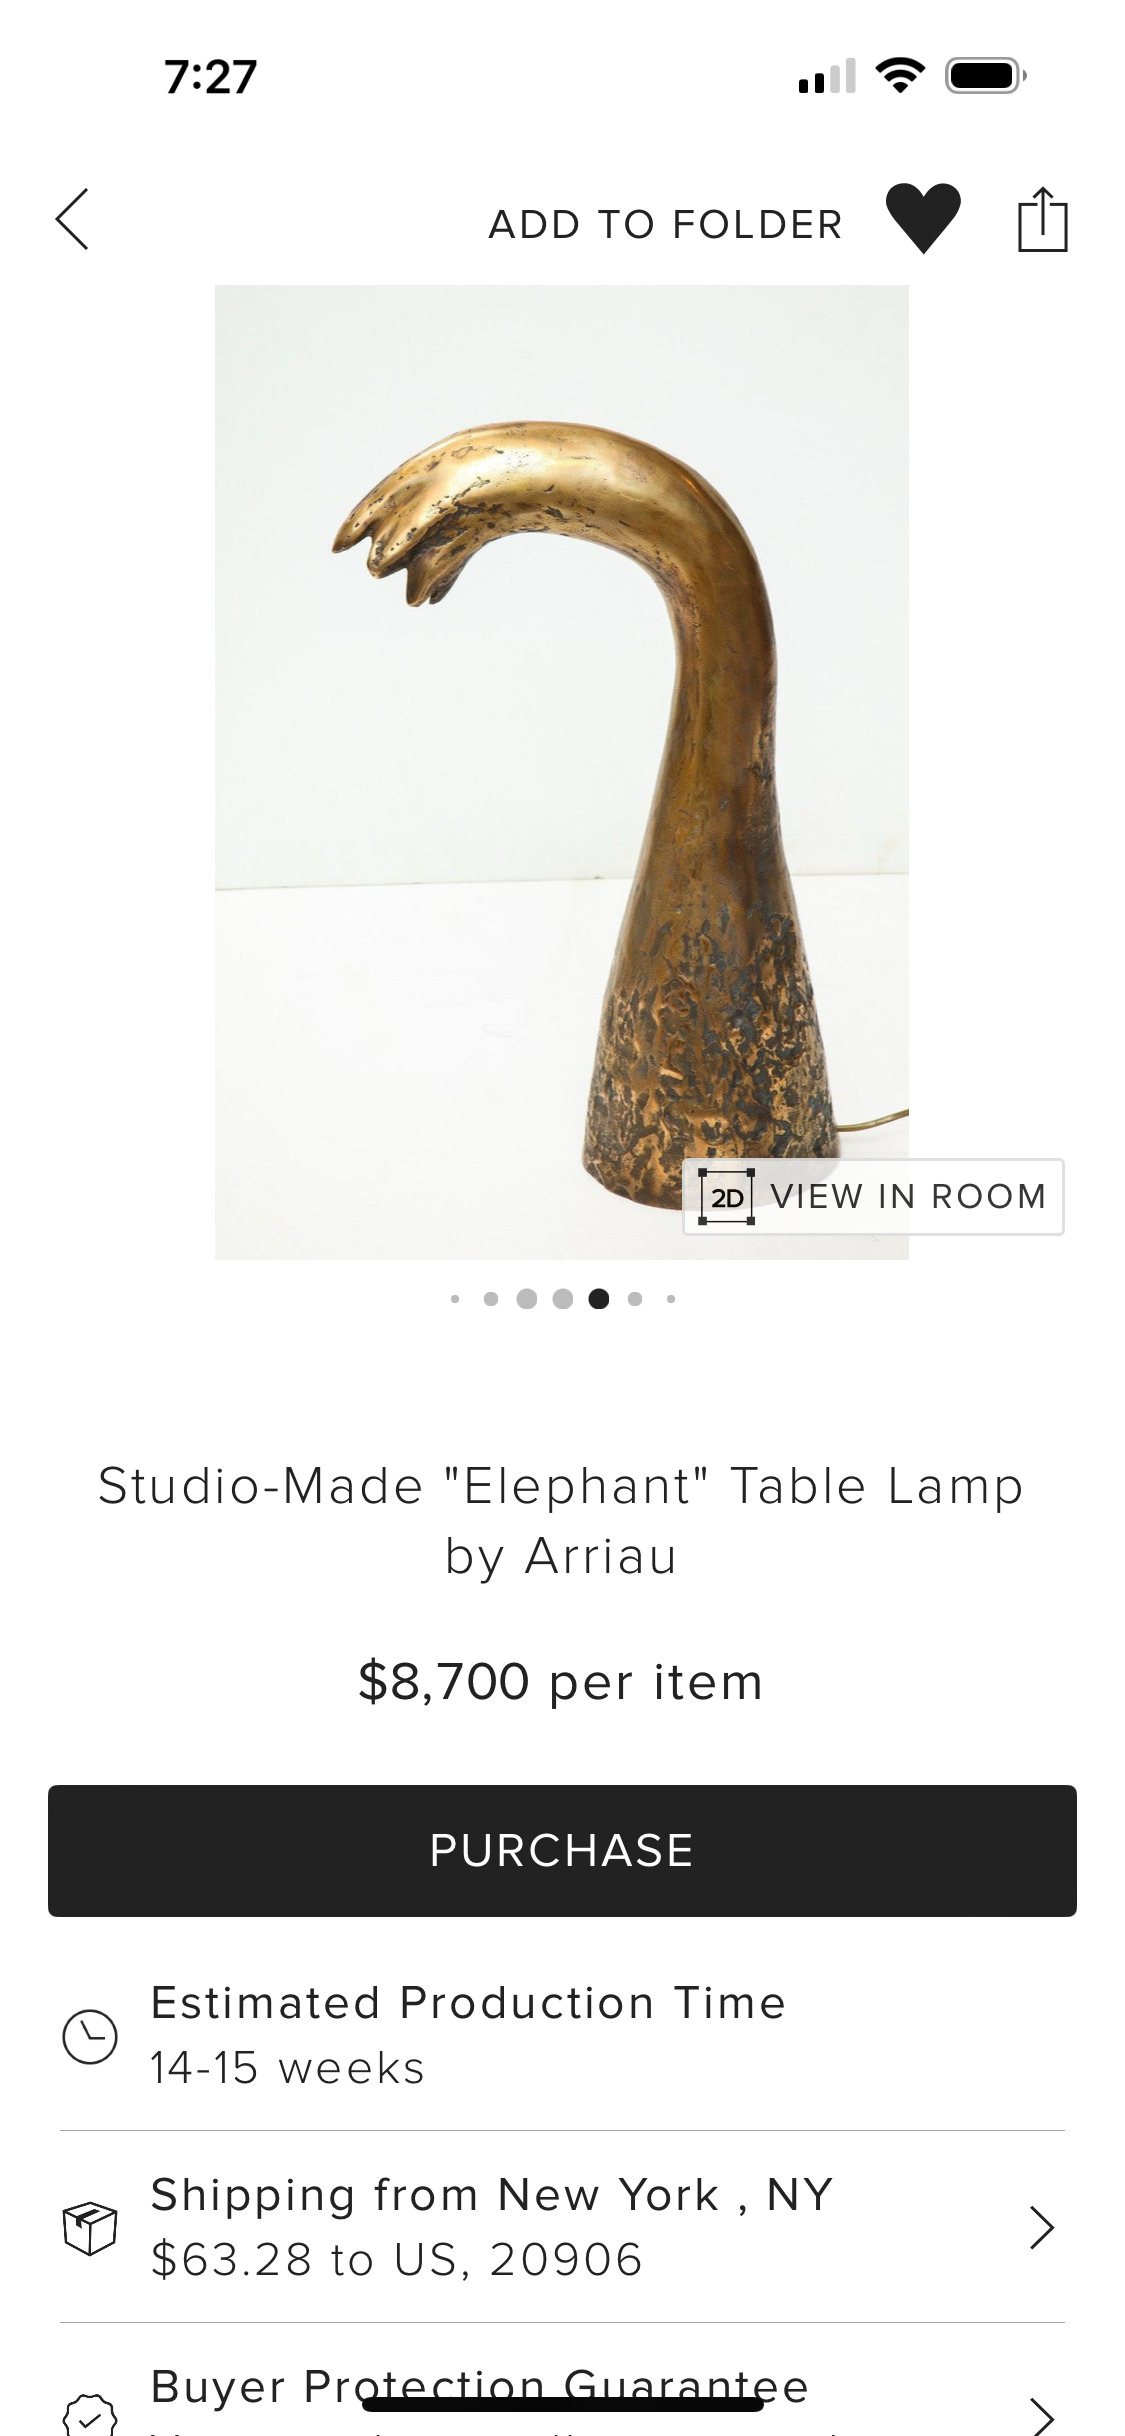 7:27
ADD TO FOLDER
2D VIEW IN ROOM
Studio-Made "Elephant" Table Lamp
by Arriau
$8,700 per item
PURCHASE
Estimated Production Time
14-15 weeks
Shipping from New York , NY
$63.28 to US, 20906
Buyer Protection Guarantee